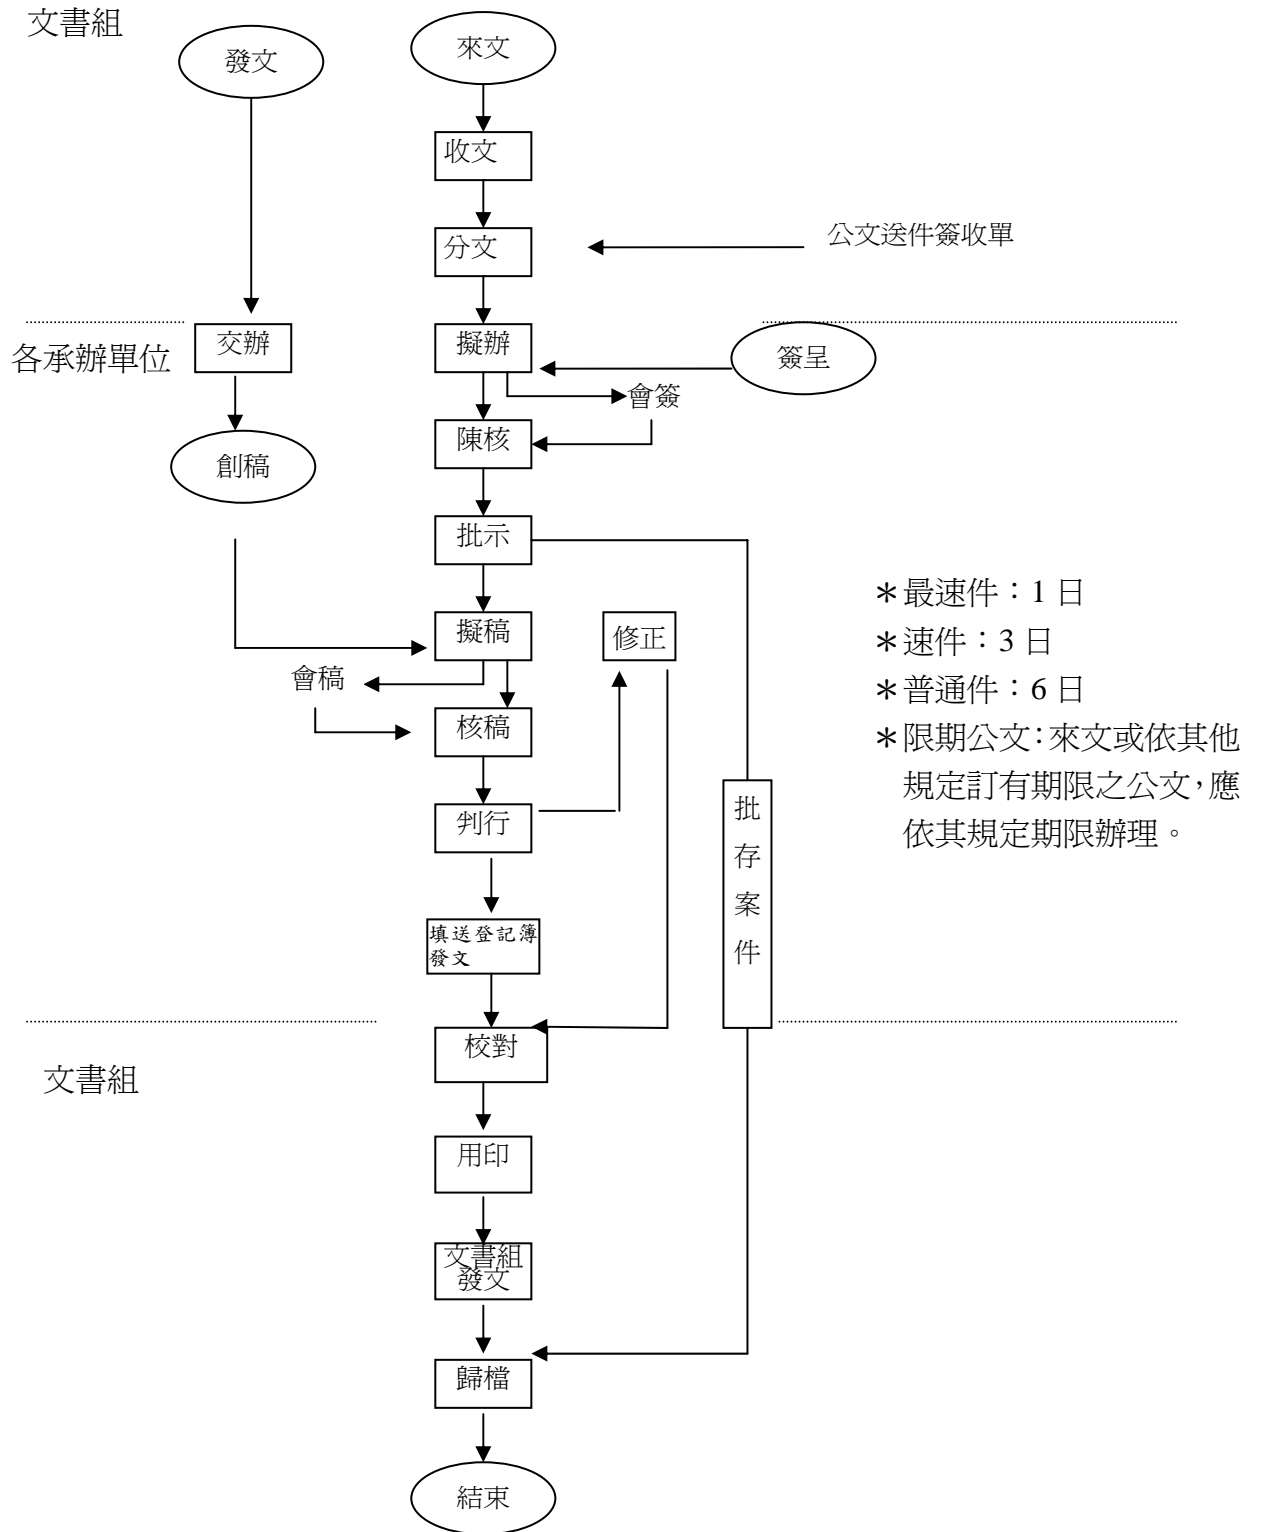 文書組
發文
來文
收文
分文
公文送件簽收單
各承辦單位
交辦
擬辦
簽呈
會簽
陳核
創稿
批示
擬稿
修正
會稿
核稿
判行
＊最速件：1 日
＊速件：3 日
＊普通件：6 日
＊限期公文：來文或依其他
規定訂有期限之公文，應
依其規定期限辦理。
批
存
案
件
填送登記簿
發文
校對
文書組
用印
文書組
發文
歸檔
結束